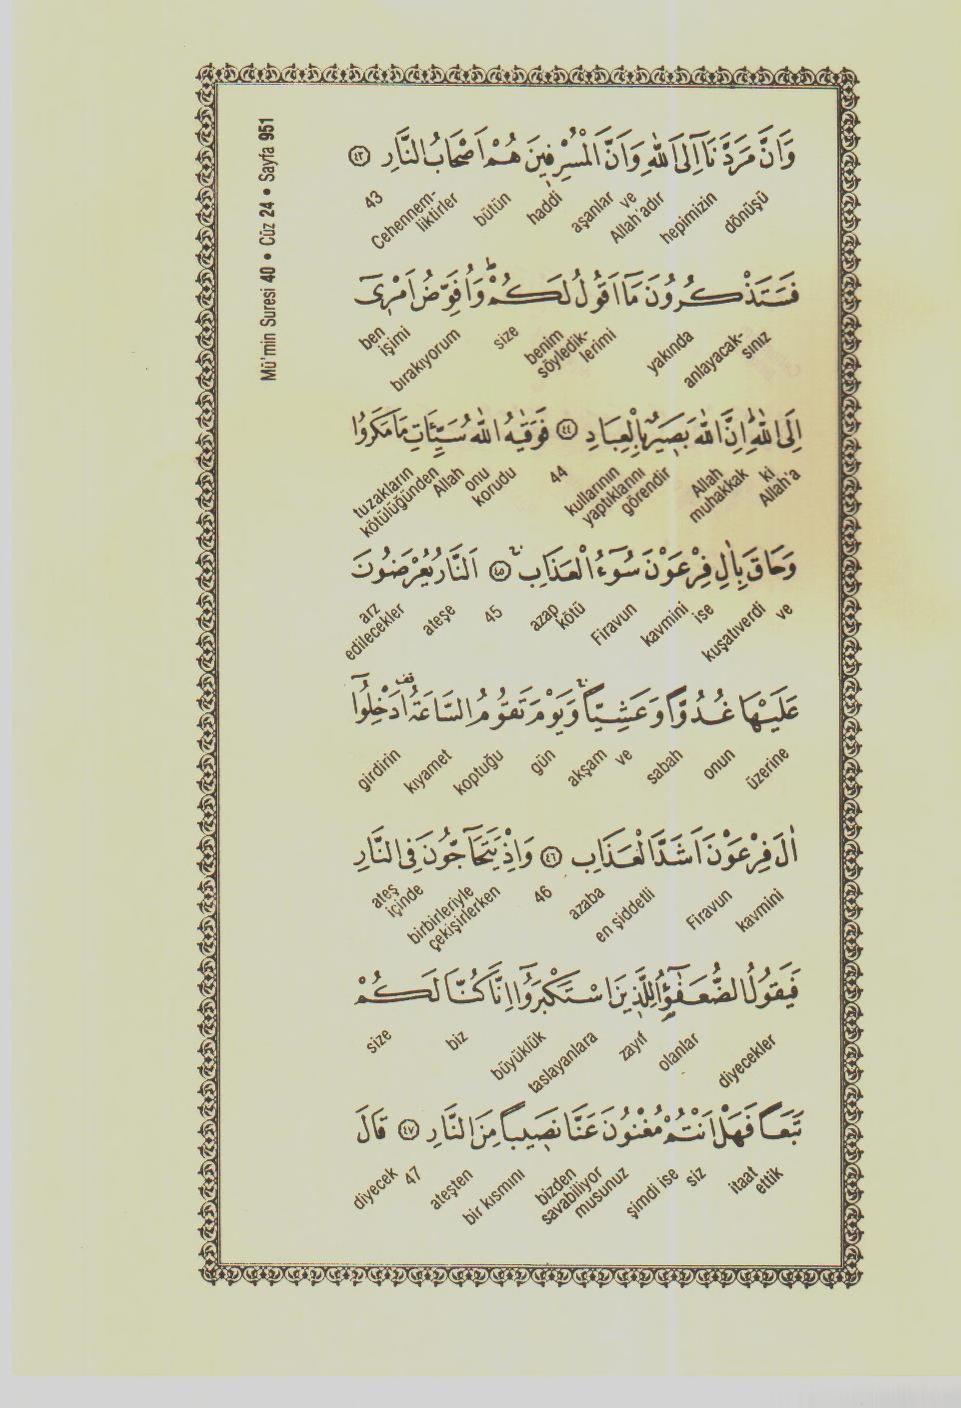 Mü'min Suresi 40 • Cüz 24 • Sayfa 951
وَاَنَّ مَرَدَّنَٓا اِلَى اللّٰهِ وَاَنَّ الْمُسْرِفٖينَ هُمْ اَصْحَابُ النَّارِ ﴿٤٣﴾
dönüşü hepimizin Allah'adır ve aşanlar haddi bütün Cehennem-liktirler 43
فَسَتَذْكُرُونَ مَٓا اَقُولُ لَكُمْؕ وَاُفَوِّضُ اَمْرٖٓى
anlayacak-sınız yakında söyledik-lerimi benim size bırakıyorum işimi ben
اِلَى اللّٰهِؕ اِنَّ اللّٰهَ بَصٖيرٌ بِالْعِبَادِ ﴿٤٤﴾ فَوَقٰيهُ اللّٰهُ سَيِّپَاتِ مَا مَكَرُوا
Allah'a ki muhakkak Allah görendir yaptıklarını kullarının 44 korudu onu Allah kötülüğünden tuzakların
وَحَاقَ بِاٰلِ فِرْعَوْنَ سُٓوءُ الْعَذَابِۚ ﴿٤٥﴾ اَلنَّارُ يُعْرَضُونَ
ve kuşatıverdi ise kavmini Firavun kötü azap 45 ateşe arz edilecekler
عَلَيْهَا غُدُوًّا وَعَشِيًّاۚ وَيَوْمَ تَقُومُ السَّاعَةُ۠ اَدْخِلُٓوا
üzerine onun sabah ve akşam gün koptuğu kıyamet girdirin
اٰلَ فِرْعَوْنَ اَشَدَّ الْعَذَابِ ﴿٤٦﴾ وَاِذْ يَتَحَٓاجُّونَ فِى النَّارِ
kavmini Firavun en şiddetli azaba 46 çekişirlerken birbirleriyle içinde ateş
فَيَقُولُ الضُّعَفٰٓؤُا لِلَّذٖينَ اسْتَكْبَرُٓوا اِنَّا كُنَّا لَكُمْ
diyecekler olanlar zayıf taslayanlara büyüklük biz size
تَبَعًا فَهَلْ اَنْتُمْ مُغْنُونَ عَنَّا نَصٖيبًا مِنَ النَّارِ ﴿٤٧﴾ قَالَ
itaat ettik siz şimdi ise savabiliyor musunuz bizden bir kısmını ateşten 47 diyecek